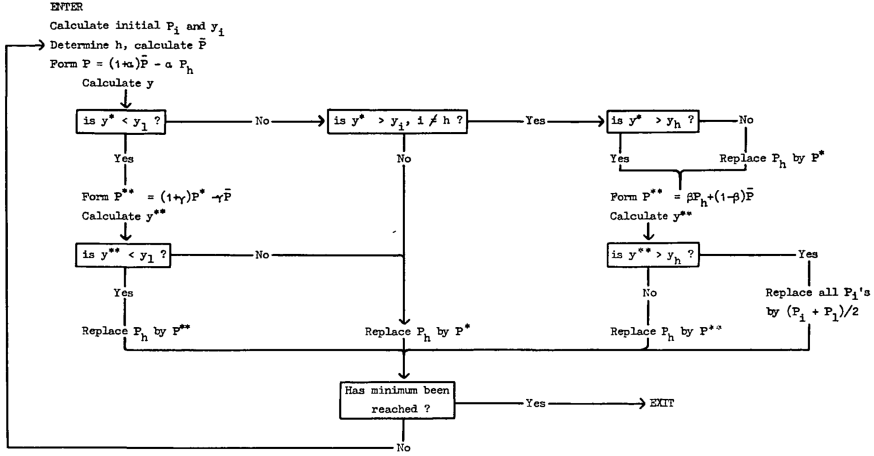 ENTER
Calculate initial P_i and y_i
Determine h, calculate P̄
Form P = (1+α)P̄ - α P_h
Calculate y
is y* < y_l ?
No
is y* > y_i, i ≠ h ?
Yes
is y* > y_h ?
No
Yes
No
Yes
Replace P_h by P*
Form P** = (1+γ)P* -γP̄
Calculate y**
Form P** = βP_h+(1-β)P̄
Calculate y**
is y** < y_l ?
No
is y** > y_h ?
Yes
Yes
No
Replace all P_i's
by (P_i + P_l)/2
Replace P_h by P**
Replace P_h by P*
Replace P_h by P**
Has minimum been
reached ?
Yes
EXIT
No